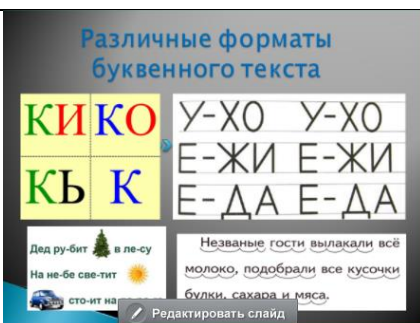 Различные форматы
буквенного текста
КИ КО
КЬ К
У-ХО У-ХО
Е-ЖИ Е-ЖИ
Е-ДА Е-ДА
Дед ру-бит в ле-су
На не-бе све-тит
сто-ит на
Незваные гости вылакали всё
молоко, подобрали все кусочки
булки, сахара и мяса.
Редактировать слайд